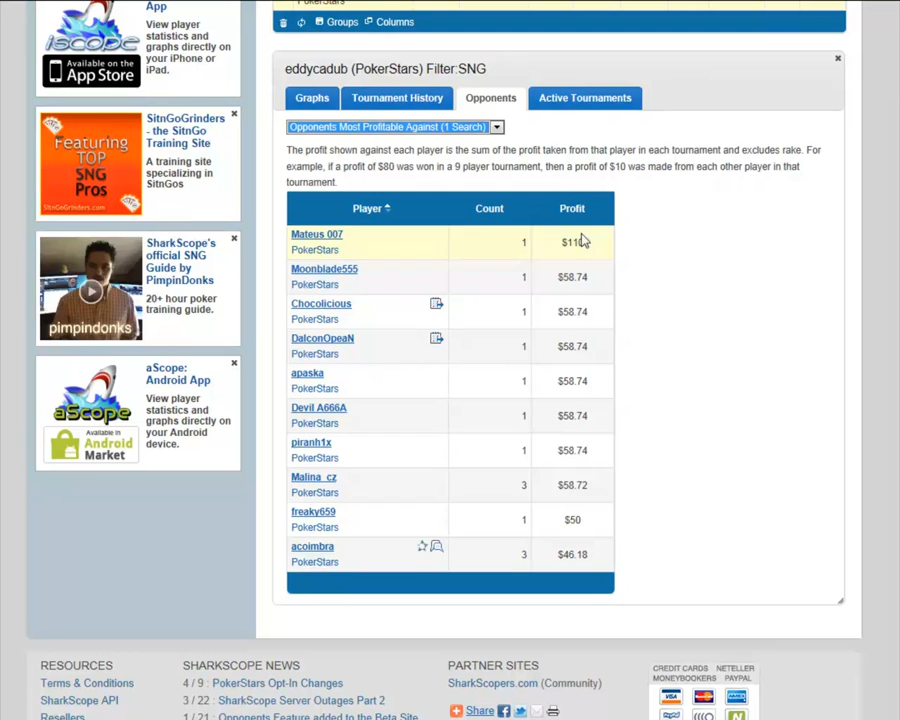 App
View player
statistics and
graphs directly on
your iPhone or
iPad.
iscope
Available on the
App Store
PokerStars
Groups
Columns
SitnGoGrinders
- the SitnGo
Training Site
A training site
specializing in
SitnGos
Featuring
TOP
SNG
Pros
SitnGoGrinders.com
SharkScope's
official SNG
Guide by
PimpinDonks
20+ hour poker
training guide.
pimpindonks
aScope:
Android App
View player
statistics and
graphs directly on
your Android
device.
aScope
Available in
Android
Market
eddycadub (PokerStars) Filter:SNG
Graphs
Tournament History
Opponents
Active Tournaments
Opponents Most Profitable Against (1 Search)
The profit shown against each player is the sum of the profit taken from that player in each tournament and excludes rake. For
example, if a profit of $80 was won in a 9 player tournament, then a profit of $10 was made from each other player in that
tournament.
Player Count Profit
Mateus 007
PokerStars
1
Moonblade555
PokerStars
1 $58.74
Chocolicious
PokerStars
1 $58.74
DalconOpeaN
PokerStars
1 $58.74
apaska
PokerStars
1 $58.74
Devil A666A
PokerStars
1 $58.74
piranh1x
PokerStars
1 $58.74
Malina_cz
PokerStars
3 $58.72
freaky659
PokerStars
1 $50
acoimbra
PokerStars
3 $46.18
RESOURCES
Terms & Conditions
SharkScope API
Resellers
SHARKSCOPE NEWS
4 / 9 : PokerStars Opt-In Changes
3 / 22 : SharkScope Server Outages Part 2
1 / 21 : Opponents Feature added to the Beta Site
PARTNER SITES
SharkScopers.com (Community)
Share
CREDIT CARDS
MONEYBOOKERS
NETELLER
PAYPAL
VISA